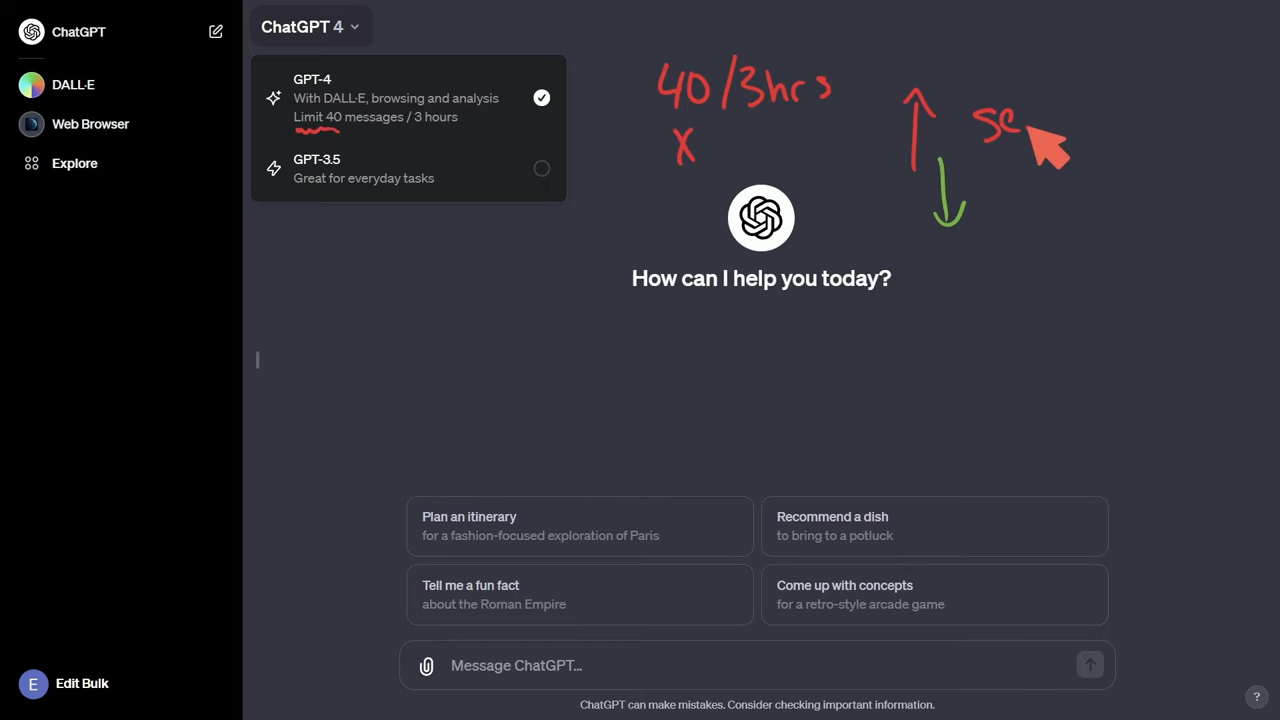 ChatGPT
DALL·E
Web Browser
Explore
Edit Bulk
E
ChatGPT 4
GPT-4
With DALL·E, browsing and analysis
Limit 40 messages / 3 hours
GPT-3.5
Great for everyday tasks
40/3hrs
X
se
How can I help you today?
Plan an itinerary
for a fashion-focused exploration of Paris
Recommend a dish
to bring to a potluck
Tell me a fun fact
about the Roman Empire
Come up with concepts
for a retro-style arcade game
Message ChatGPT...
ChatGPT can make mistakes. Consider checking important information.
?